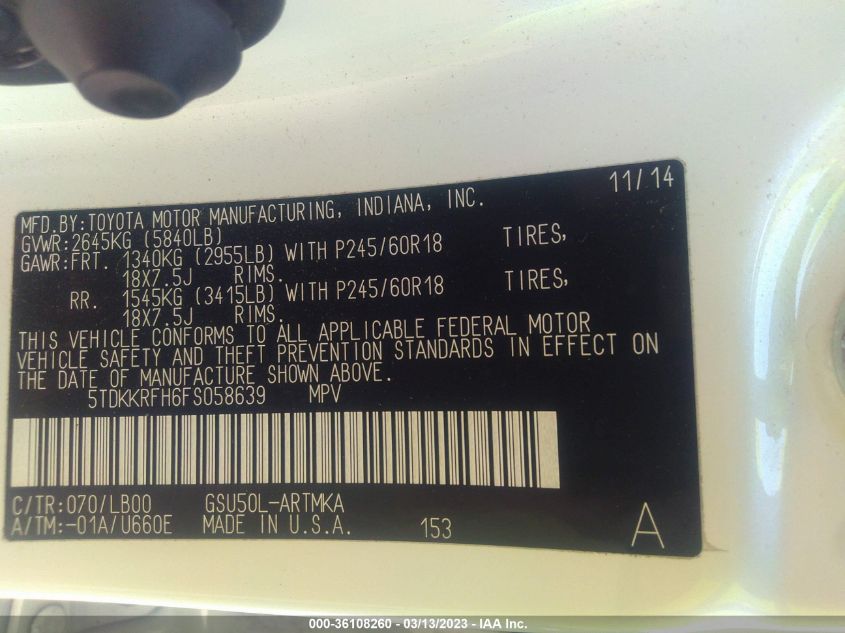 11/14
MFD.BY:TOYOTA MOTOR MANUFACTURING, INDIANA, INC.
GVWR:2645KG (5840LB)
GAWR:FRT. 1340KG (2955LB) WITH P245/60R18 TIRES,
18X7.5J RIMS.
RR. 1545KG (3415LB) WITH P245/60R18 TIRES,
18X7.5J RIMS.
THIS VEHICLE CONFORMS TO ALL APPLICABLE FEDERAL MOTOR
VEHICLE SAFETY AND THEFT PREVENTION STANDARDS IN EFFECT ON
THE DATE OF MANUFACTURE SHOWN ABOVE.
5TDKKRFH6FS058639 MPV
C/TR:070/LB00 GSU50L-ARTMKA
A/TM:-01A/U660E MADE IN U.S.A. 153 A
000-36108260 - 03/13/2023 - IAA Inc.